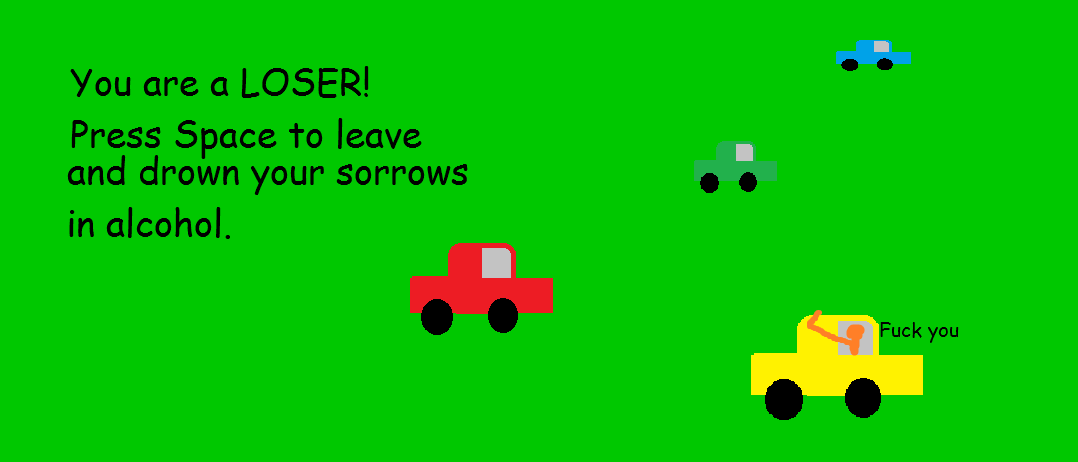 You are a LOSER!
Press Space to leave
and drown your sorrows
in alcohol.
Fuck you